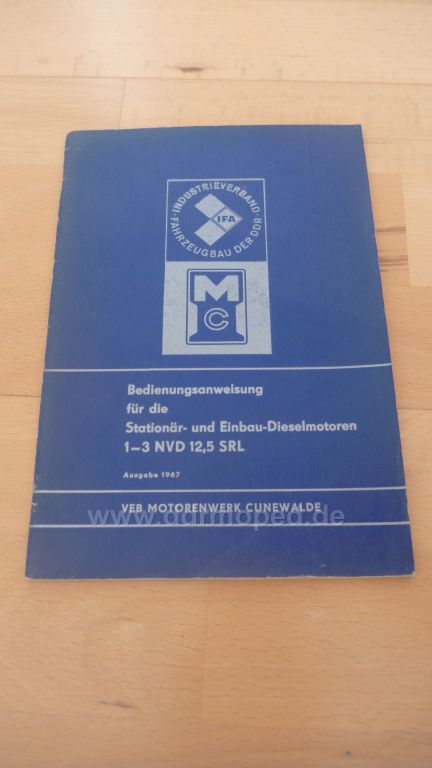 INDUSTRIEVERBAND
IFA
FAHRZEUGBAU DER DDR
M
C
Bedienungsanweisung
für die
Stationär- und Einbau-Dieselmotoren
1–3 NVD 12,5 SRL
Ausgabe 1967
www.ddrmoped.de
VEB MOTORENWERK CUNEWALDE